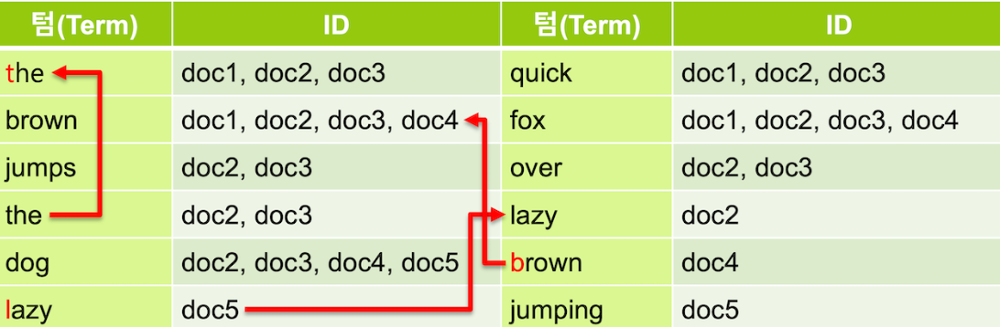 텀(Term) ID 텀(Term) ID
the doc1, doc2, doc3 quick doc1, doc2, doc3
brown doc1, doc2, doc3, doc4 fox doc1, doc2, doc3, doc4
jumps doc2, doc3 over doc2, doc3
the doc2, doc3 lazy doc2
dog doc2, doc3, doc4, doc5 brown doc4
lazy doc5 jumping doc5